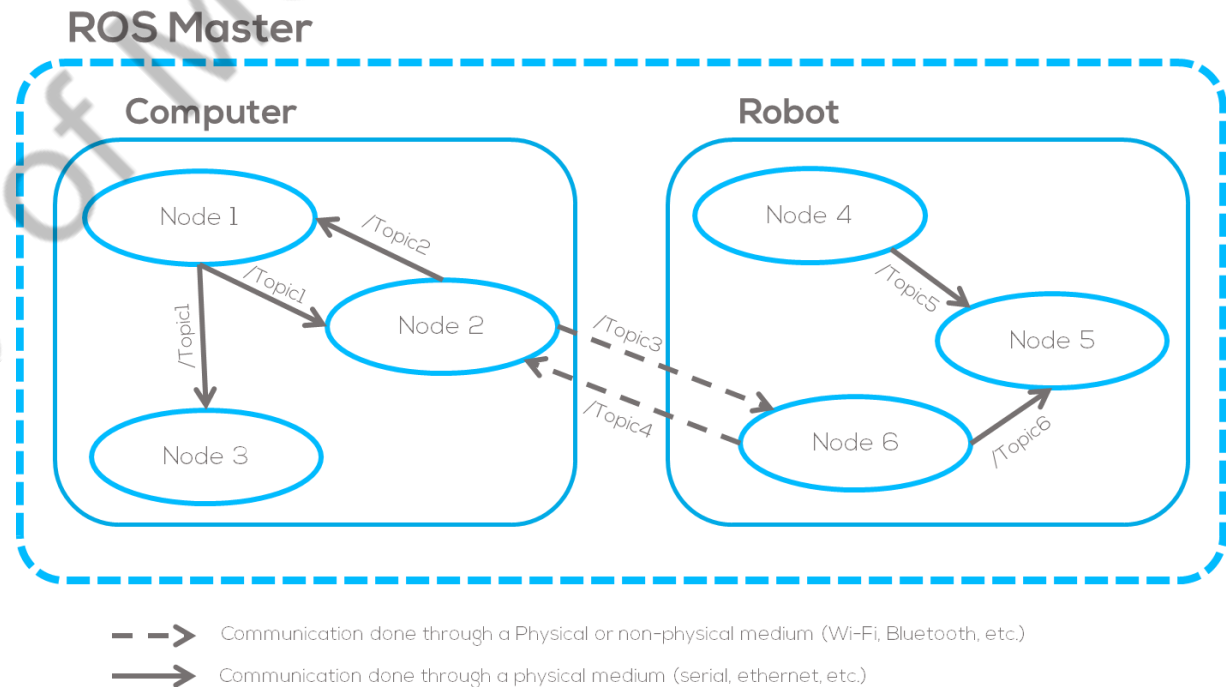 ROS Master
of M
Computer
Robot
Node 1
Node 4
/Topic2
/Topic1
/Topic5
/Topic1
Node 2
/Topic3
Node 5
/Topic4
Node 3
Node 6
/Topic6
Communication done through a Physical or non-physical medium (Wi-Fi, Bluetooth, etc.)
Communication done through a physical medium (serial, ethernet, etc.)